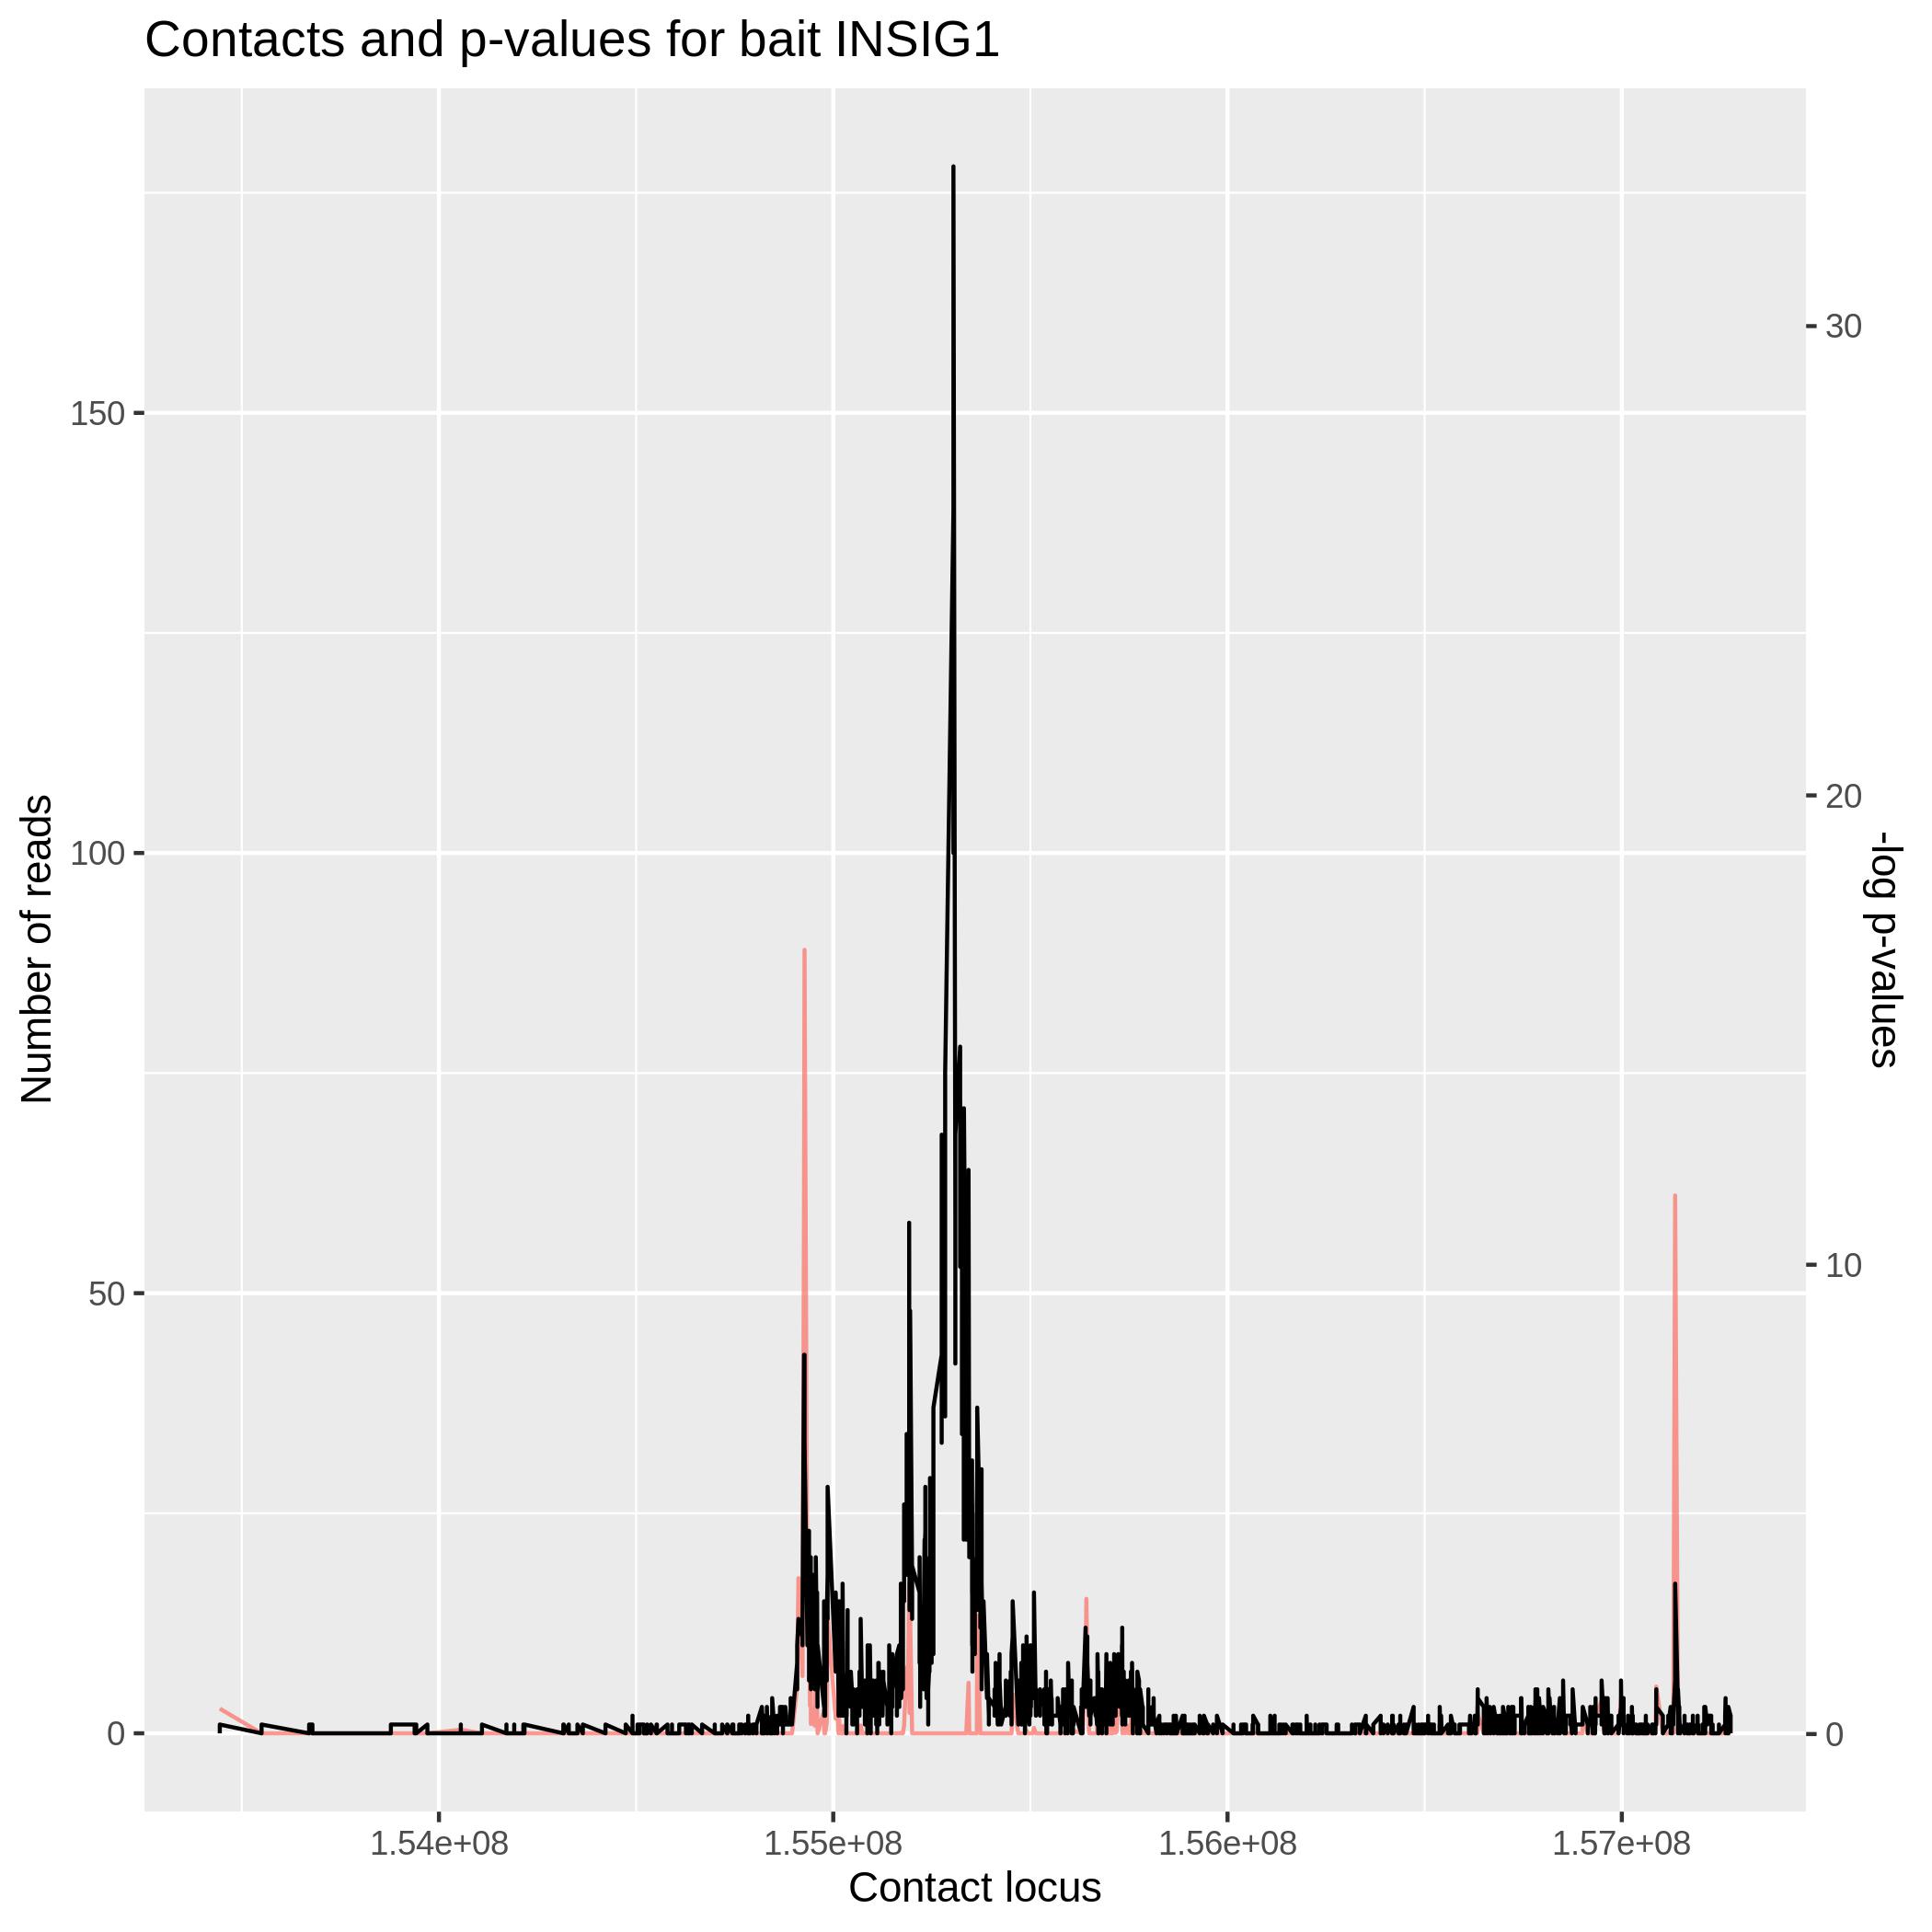 Contacts and p-values for bait INSIG1
Number of reads
150
100
50
0
30
20
10
0
-log p-values
1.54e+08 1.55e+08 1.56e+08 1.57e+08
Contact locus